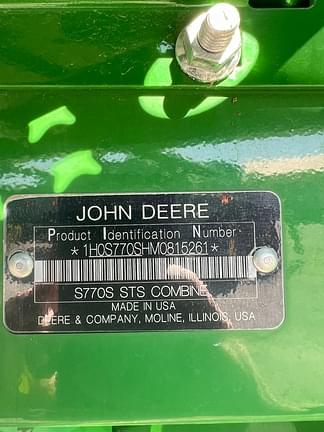 JOHN DEERE
Product Identification Number
*1H0S770SHM0815261*
S770S STS COMBINE
MADE IN USA
DEERE & COMPANY, MOLINE, ILLINOIS, USA